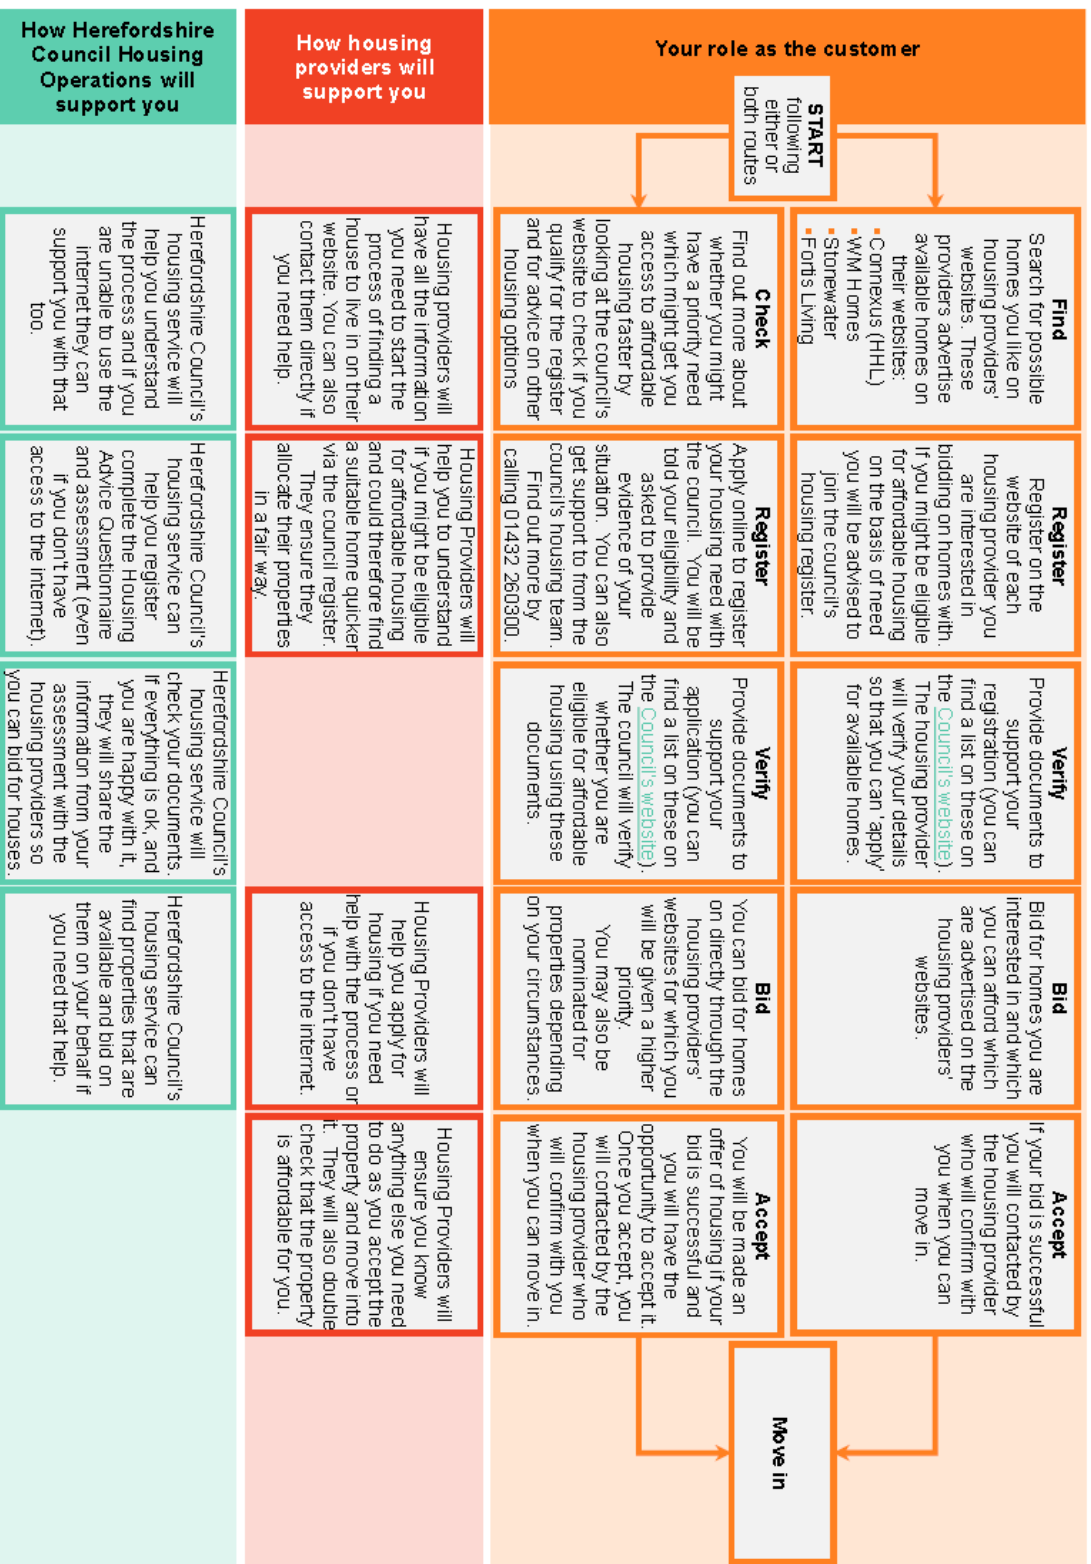 Your role as the customer
START
following
either or
both routes
Find
Search for possible
homes you like on
housing providers'
websites. These
providers advertise
available homes on
their websites:
Connexus (HHL)
WM Homes
Stonewater
Fortis Living
Register
Register on the
website of each
housing provider you
are interested in
bidding on homes with.
If you might be eligible
for affordable housing
on the basis of need
you will be advised to
join the council's
housing register.
Verify
Provide documents to
support your
registration (you can
find a list on these on
the Council's website).
The housing provider
will verify your details
so that you can 'apply'
for available homes.
Bid
Bid for homes you are
interested in and which
you can afford which
are advertised on the
housing providers'
websites.
Accept
If your bid is successful
you will contacted by
the housing provider
who will confirm with
you when you can
move in.
Check
Find out more about
whether you might
have a priority need
which might get you
access to affordable
housing faster by
looking at the council's
website to check if you
qualify for the register
and for advice on other
housing options
Register
Apply online to register
your housing need with
the council. You will be
told your eligibility and
asked to provide
evidence of your
situation. You can also
get support to from the
council's housing team.
Find out more by
calling 01432 260300.
Verify
Provide documents to
support your
application (you can
find a list on these on
the Council's website).
The council will verify
whether you are
eligible for affordable
housing using these
documents.
Bid
You can bid for homes
on directly through the
housing providers'
websites for which you
will be given a higher
priority.
You may also be
nominated for
properties depending
on your circumstances.
Accept
You will be made an
offer of housing if your
bid is successful and
you will have the
opportunity to accept it.
Once you accept, you
will contacted by the
housing provider who
will confirm with you
when you can move in.
Move in
How housing
providers will
support you
Housing providers will
have all the information
you need to start the
process of finding a
house to live in on their
website. You can also
contact them directly if
you need help.
Housing Providers will
help you to understand
if you might be eligible
for affordable housing
and could therefore find
a suitable home quicker
via the council register.
They ensure they
allocate their properties
in a fair way.
Housing Providers will
help you apply for
housing if you need
help with the process or
if you don't have
access to the internet.
Housing Providers will
ensure you know
anything else you need
to do as you accept the
property and move into
it. They will also double
check that the property
is affordable for you.
How Herefordshire
Council Housing
Operations will
support you
Herefordshire Council's
housing service will
help you understand
the process and if you
are unable to use the
internet they can
support you with that
too.
Herefordshire Council's
housing service can
help you register
complete the Housing
Advice Questionnaire
and assessment (even
if you don't have
access to the internet).
Herefordshire Council's
housing service will
check your documents.
If everything is ok, and
you are happy with it,
they will share the
information from your
assessment with the
housing providers so
you can bid for houses.
Herefordshire Council's
housing service can
find properties that are
available and bid on
them on your behalf if
you need that help.